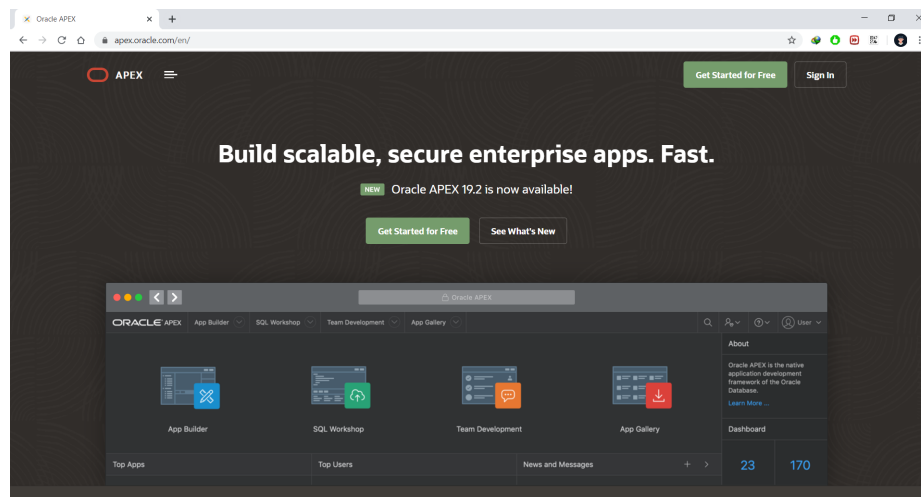 Oracle APEX
apex.oracle.com/en/
APEX
Get Started for Free
Sign In
Build scalable, secure enterprise apps. Fast.
NEW Oracle APEX 19.2 is now available!
Get Started for Free
See What's New
Oracle APEX
ORACLE APEX App Builder SQL Workshop Team Development App Gallery User
About
Oracle APEX is the native
application development
framework of the Oracle
Database.
Learn More ...
App Builder
SQL Workshop
Team Development
App Gallery
Dashboard
Top Apps
Top Users
News and Messages
23
170